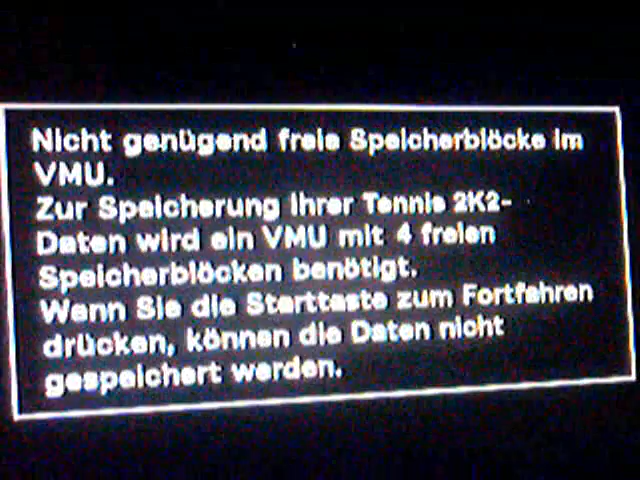 Nicht genügend freie Speicherblöcke im
VMU.
Zur Speicherung Ihrer Tennis 2K2-
Daten wird ein VMU mit 4 freien
Speicherblöcken benötigt.
Wenn Sie die Starttaste zum Fortfahren
drücken, können die Daten nicht
gespeichert werden.